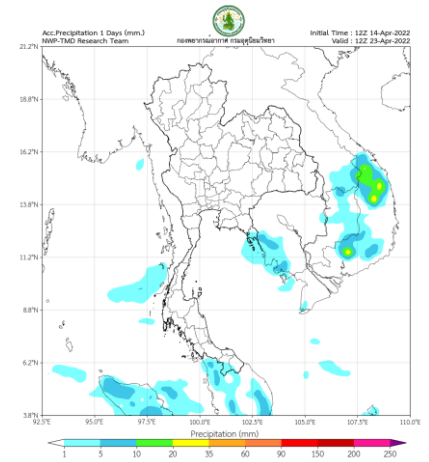 Acc.Precipitation 1 Days (mm.)
NWP-TMD Research Team
กองพยากรณ์อากาศ กรมอุตุนิยมวิทยา
Initial Time : 12Z 14-Apr-2022
Valid : 12Z 23-Apr-2022
21.2°N
18.8°N
16.2°N
13.8°N
11.2°N
8.8°N
6.2°N
3.8°N
92.5°E 95.0°E 97.5°E 100.0°E 102.5°E 105.0°E 107.5°E 110.0°E
Precipitation (mm)
1 5 10 20 35 60 90 150 200 250